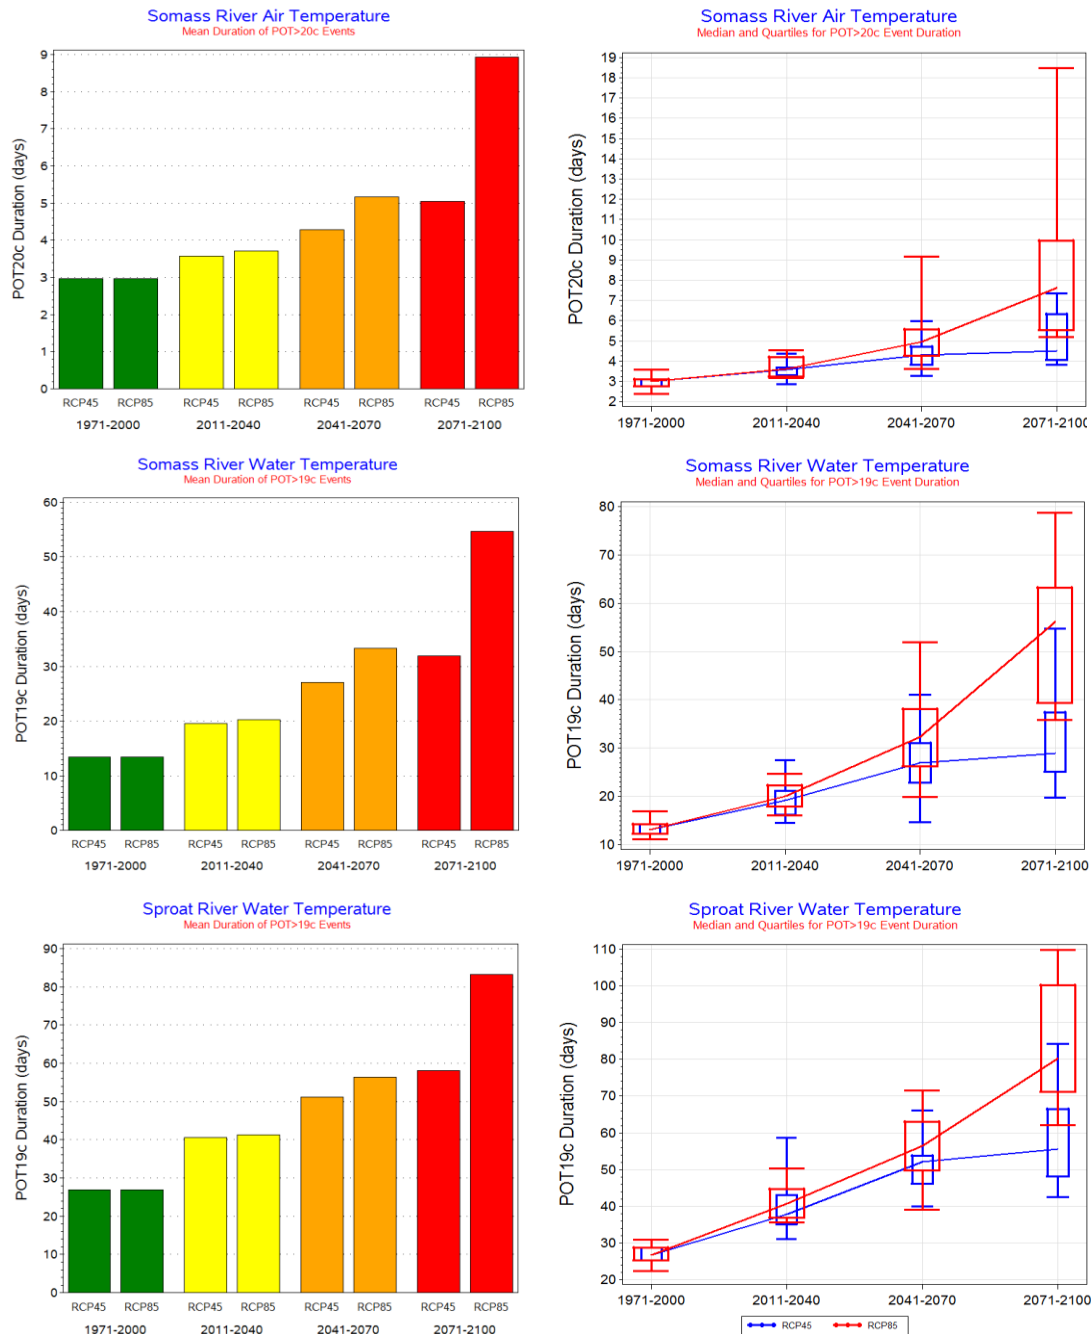 Somass River Air Temperature
Mean Duration of POT>20c Events
POT20c Duration (days)
9
8
7
6
5
4
3
2
1
0
RCP45 RCP85 RCP45 RCP85 RCP45 RCP85 RCP45 RCP85
1971-2000 2011-2040 2041-2070 2071-2100
Somass River Air Temperature
Median and Quartiles for POT>20c Event Duration
POT20c Duration (days)
19
18
17
16
15
14
13
12
11
10
9
8
7
6
5
4
3
2
1971-2000 2011-2040 2041-2070 2071-2100
Somass River Water Temperature
Mean Duration of POT>19c Events
POT19c Duration (days)
60
50
40
30
20
10
0
RCP45 RCP85 RCP45 RCP85 RCP45 RCP85 RCP45 RCP85
1971-2000 2011-2040 2041-2070 2071-2100
Somass River Water Temperature
Median and Quartiles for POT>19c Event Duration
POT19c Duration (days)
80
70
60
50
40
30
20
10
1971-2000 2011-2040 2041-2070 2071-2100
Sproat River Water Temperature
Mean Duration of POT>19c Events
POT19c Duration (days)
90
80
70
60
50
40
30
20
10
0
RCP45 RCP85 RCP45 RCP85 RCP45 RCP85 RCP45 RCP85
1971-2000 2011-2040 2041-2070 2071-2100
Sproat River Water Temperature
Median and Quartiles for POT>19c Event Duration
POT19c Duration (days)
110
100
90
80
70
60
50
40
30
20
1971-2000 2011-2040 2041-2070 2071-2100
RCP45 RCP85